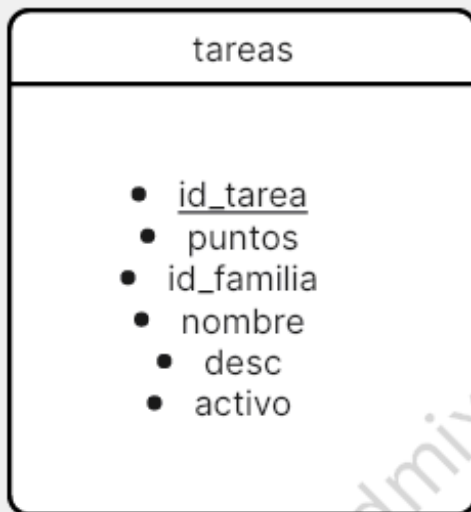 tareas
id_tarea
puntos
id_familia
nombre
desc
activo